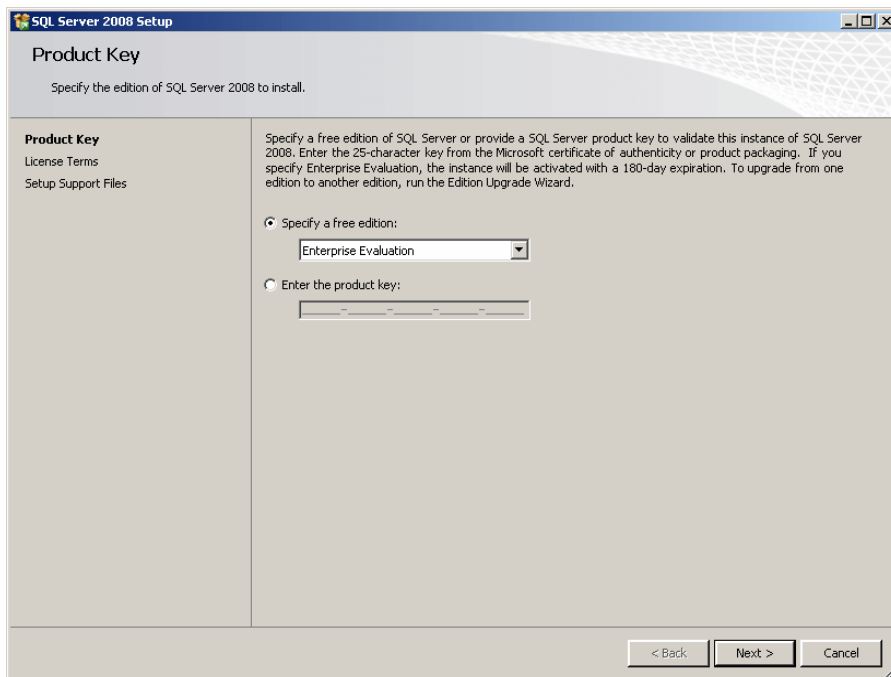 SQL Server 2008 Setup
Product Key
Specify the edition of SQL Server 2008 to install.
Product Key
License Terms
Setup Support Files
Specify a free edition of SQL Server or provide a SQL Server product key to validate this instance of SQL Server
2008. Enter the 25-character key from the Microsoft certificate of authenticity or product packaging.  If you
specify Enterprise Evaluation, the instance will be activated with a 180-day expiration. To upgrade from one
edition to another edition, run the Edition Upgrade Wizard.
Specify a free edition:
Enterprise Evaluation
Enter the product key:
_____-_____-_____-_____-_____
< Back
Next >
Cancel